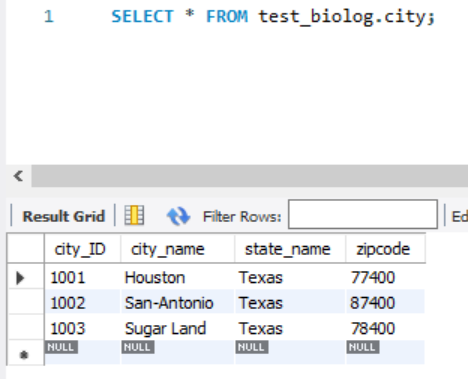 1 SELECT * FROM test_biolog.city;
Result Grid Filter Rows: Ed
city_ID city_name state_name zipcode
1001 Houston Texas 77400
1002 San-Antonio Texas 87400
1003 Sugar Land Texas 78400
NULL NULL NULL NULL